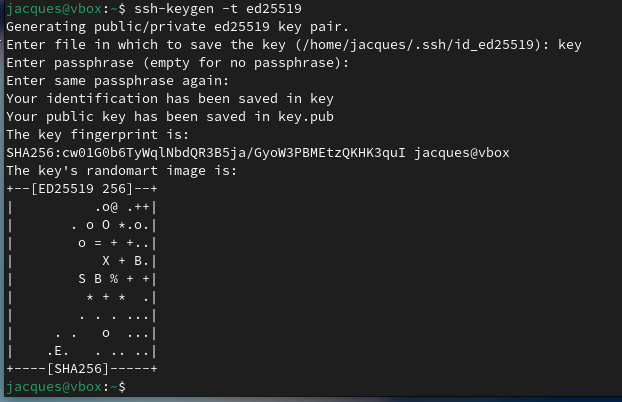 jacques@vbox:~$ ssh-keygen -t ed25519
Generating public/private ed25519 key pair.
Enter file in which to save the key (/home/jacques/.ssh/id_ed25519): key
Enter passphrase (empty for no passphrase):
Enter same passphrase again:
Your identification has been saved in key
Your public key has been saved in key.pub
The key fingerprint is:
SHA256:cw01G0b6TyWqlNbdQR3B5ja/GyoW3PBMEtzQKHK3quI jacques@vbox
The key's randomart image is:
+--[ED25519 256]--+
|          .o@ .++|
|       . o O *.o.|
|        o = + +..|
|           X + B.|
|        S B % + +|
|         * + *  .|
|        . . . ...|
|     . .   o  ...|
|    .E.   . .. ..|
+----[SHA256]-----+
jacques@vbox:~$